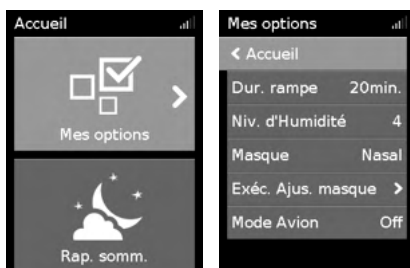 Accueil
Mes options
Rap. somm.
Mes options
Accueil
Dur. rampe 20min.
Niv. d'Humidité 4
Masque Nasal
Exéc. Ajus. masque
Mode Avion Off